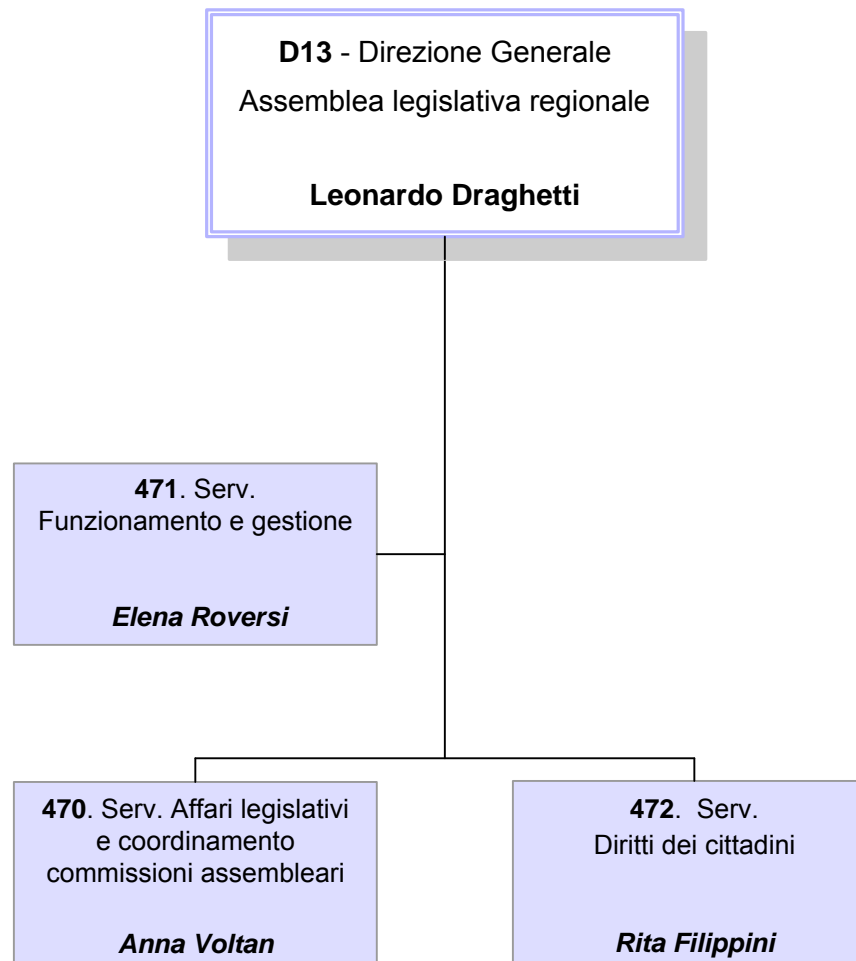 D13 - Direzione Generale
Assemblea legislativa regionale
Leonardo Draghetti
471. Serv.
Funzionamento e gestione
Elena Roversi
470. Serv. Affari legislativi
e coordinamento
commissioni assembleari
Anna Voltan
472. Serv.
Diritti dei cittadini
Rita Filippini